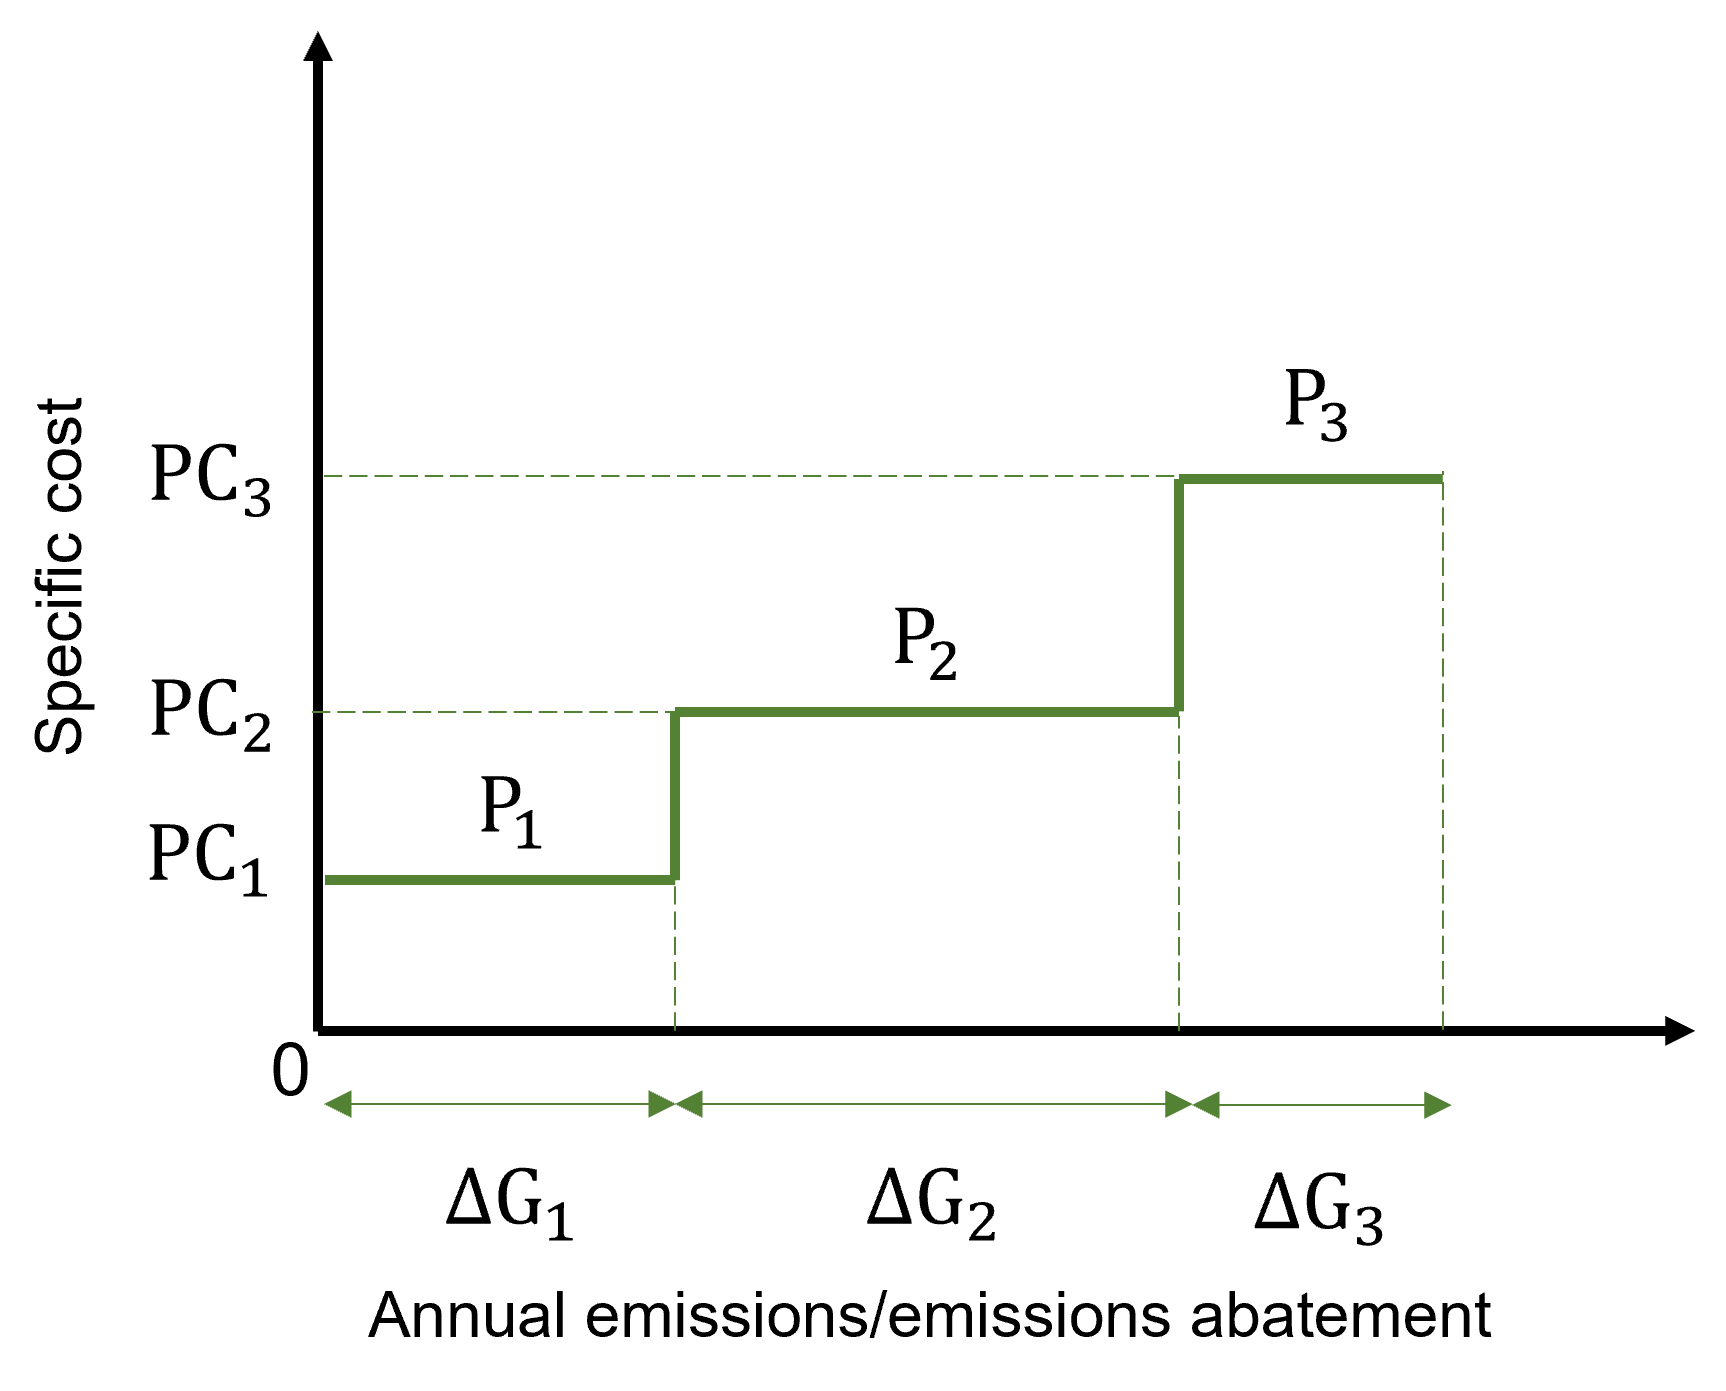 P₃
PC₃
P₂
PC₂
P₁
PC₁
Specific cost
0
ΔG₁ ΔG₂ ΔG₃
Annual emissions/emissions abatement